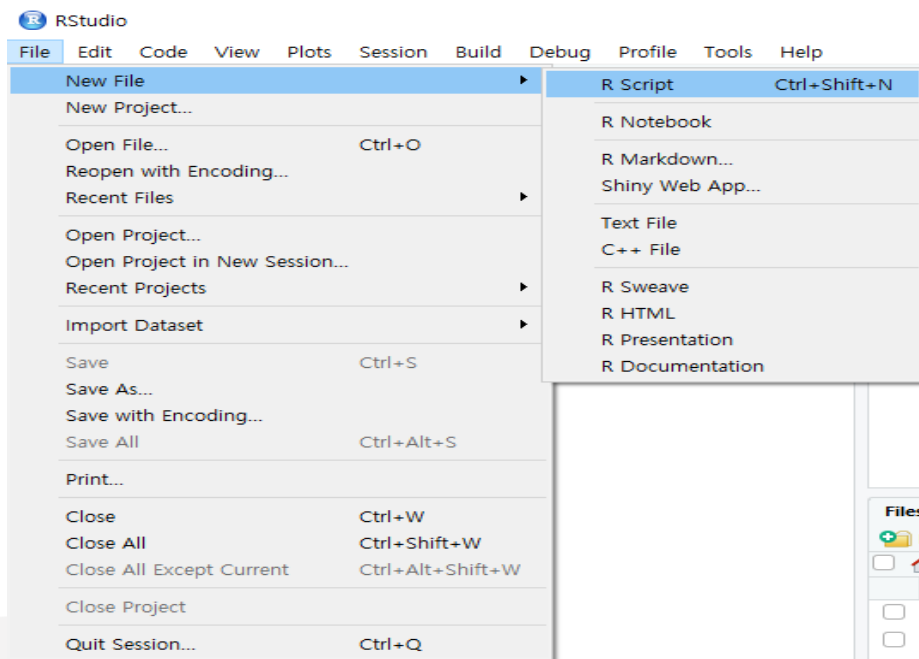 RStudio
File Edit Code View Plots Session Build Debug Profile Tools Help
New File
New Project...
Open File... Ctrl+O
Reopen with Encoding...
Recent Files
Open Project...
Open Project in New Session...
Recent Projects
Import Dataset
Save Ctrl+S
Save As...
Save with Encoding...
Save All Ctrl+Alt+S
Print...
Close Ctrl+W
Close All Ctrl+Shift+W
Close All Except Current Ctrl+Alt+Shift+W
Close Project
Quit Session... Ctrl+Q
R Script Ctrl+Shift+N
R Notebook
R Markdown...
Shiny Web App...
Text File
C++ File
R Sweave
R HTML
R Presentation
R Documentation
Files